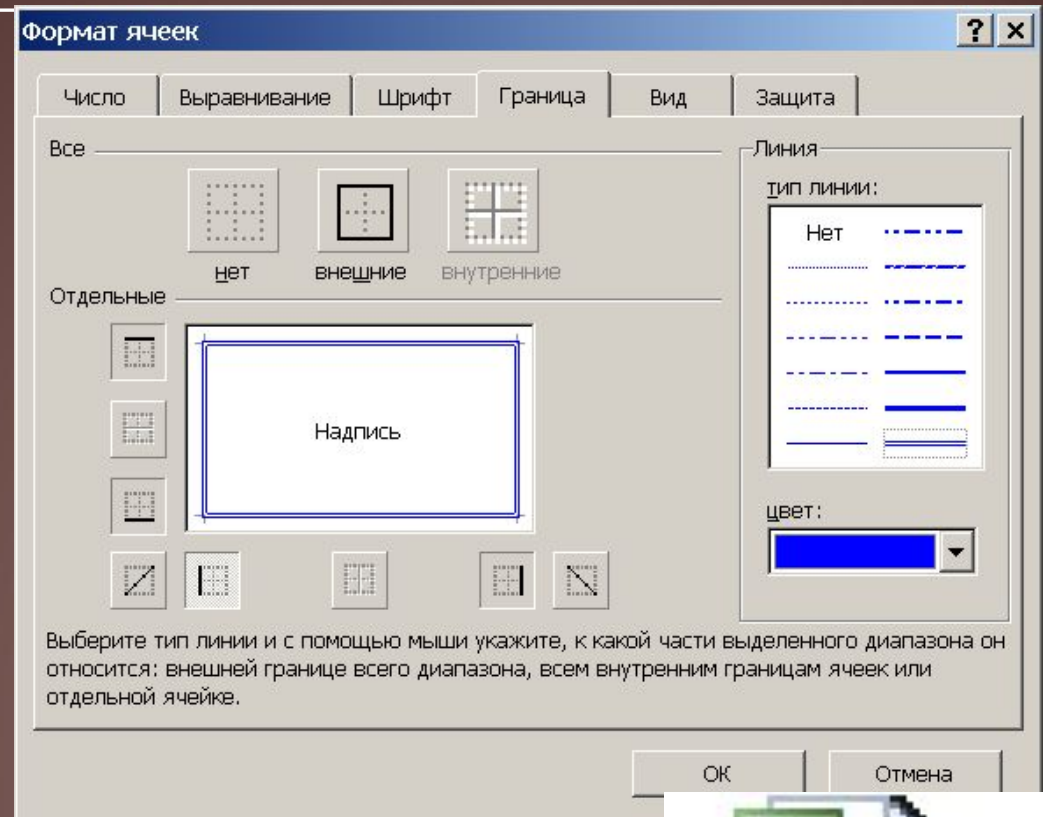 Формат ячеек
Число Выравнивание Шрифт Граница Вид Защита
Все
Линия
тип линии:
Нет
нет внешние внутренние
Отдельные
Надпись
цвет:
Выберите тип линии и с помощью мыши укажите, к какой части выделенного диапазона он
относится: внешней границе всего диапазона, всем внутренним границам ячеек или
отдельной ячейке.
ОК Отмена